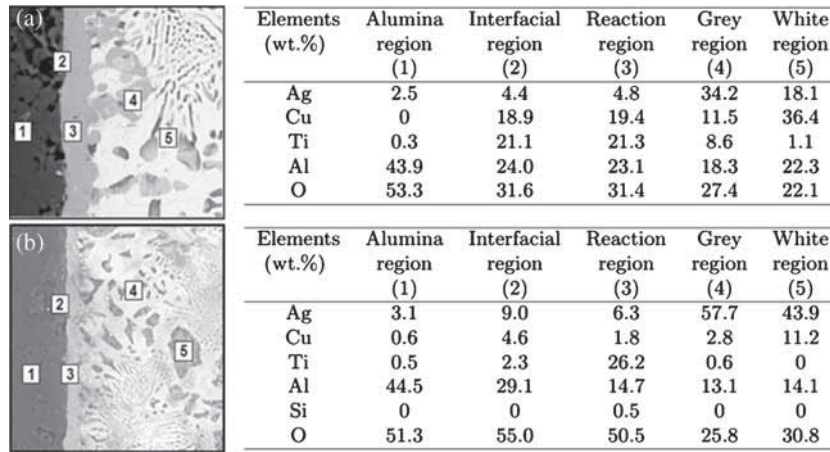 (a)
2
4
1
3
5
Elements Alumina Interfacial Reaction Grey White
(wt.%) region region region region region
(1) (2) (3) (4) (5)
Ag 2.5 4.4 4.8 34.2 18.1
Cu 0 18.9 19.4 11.5 36.4
Ti 0.3 21.1 21.3 8.6 1.1
Al 43.9 24.0 23.1 18.3 22.3
O 53.3 31.6 31.4 27.4 22.1
(b)
4
2
5
1
3
Elements Alumina Interfacial Reaction Grey White
(wt.%) region region region region region
(1) (2) (3) (4) (5)
Ag 3.1 9.0 6.3 57.7 43.9
Cu 0.6 4.6 1.8 2.8 11.2
Ti 0.5 2.3 26.2 0.6 0
Al 44.5 29.1 14.7 13.1 14.1
Si 0 0 0.5 0 0
O 51.3 55.0 50.5 25.8 30.8